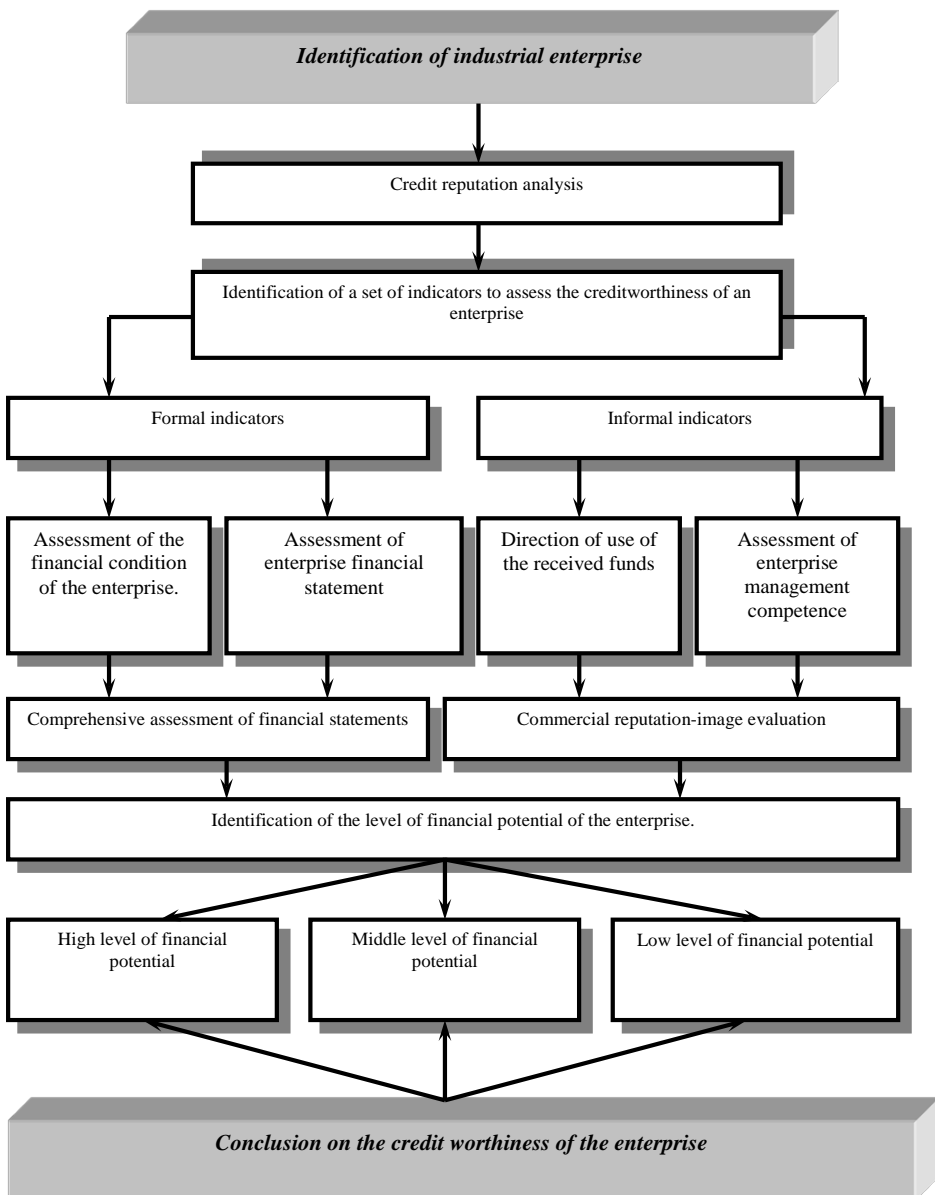 Identification of industrial enterprise
Credit reputation analysis
Identification of a set of indicators to assess the creditworthiness of an
enterprise
Formal indicators
Informal indicators
Assessment of the
financial condition
of the enterprise.
Assessment of
enterprise financial
statement
Direction of use of
the received funds
Assessment of
enterprise
management
competence
Comprehensive assessment of financial statements
Commercial reputation-image evaluation
Identification of the level of financial potential of the enterprise.
High level of financial
potential
Middle level of financial
potential
Low level of financial potential
Conclusion on the credit worthiness of the enterprise